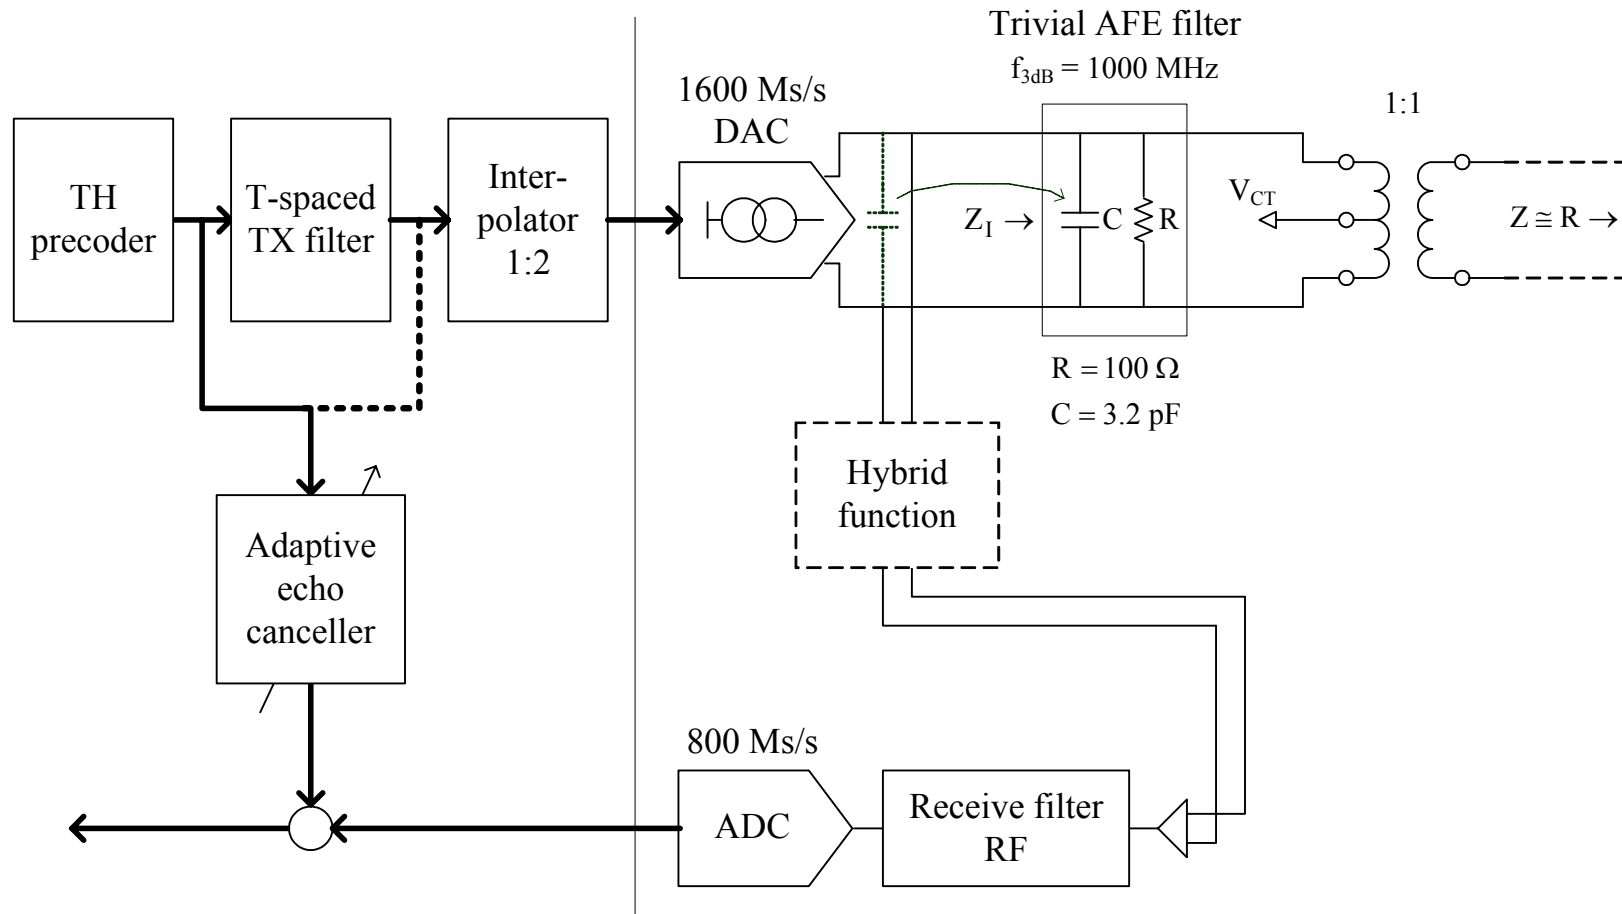 Trivial AFE filter
f3dB = 1000 MHz
1600 Ms/s
DAC
1:1
TH
precoder
T-spaced
TX filter
Inter-
polator
1:2
ZI →
C
R
VCT
Z ≅ R →
R = 100 Ω
C = 3.2 pF
Hybrid
function
Adaptive
echo
canceller
800 Ms/s
ADC
Receive filter
RF